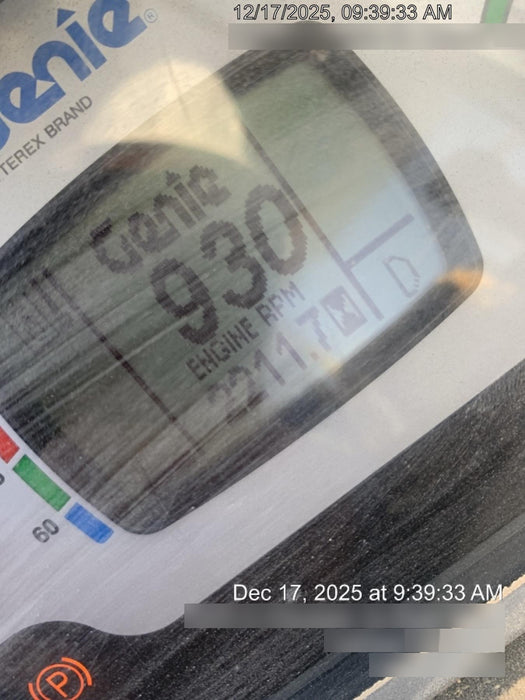 12/17/2025, 09:39:33 AM
Genie®
A TEREX BRAND
Genie
930
ENGINE RPM
2211.7
60
P
Dec 17, 2025 at 9:39:33 AM